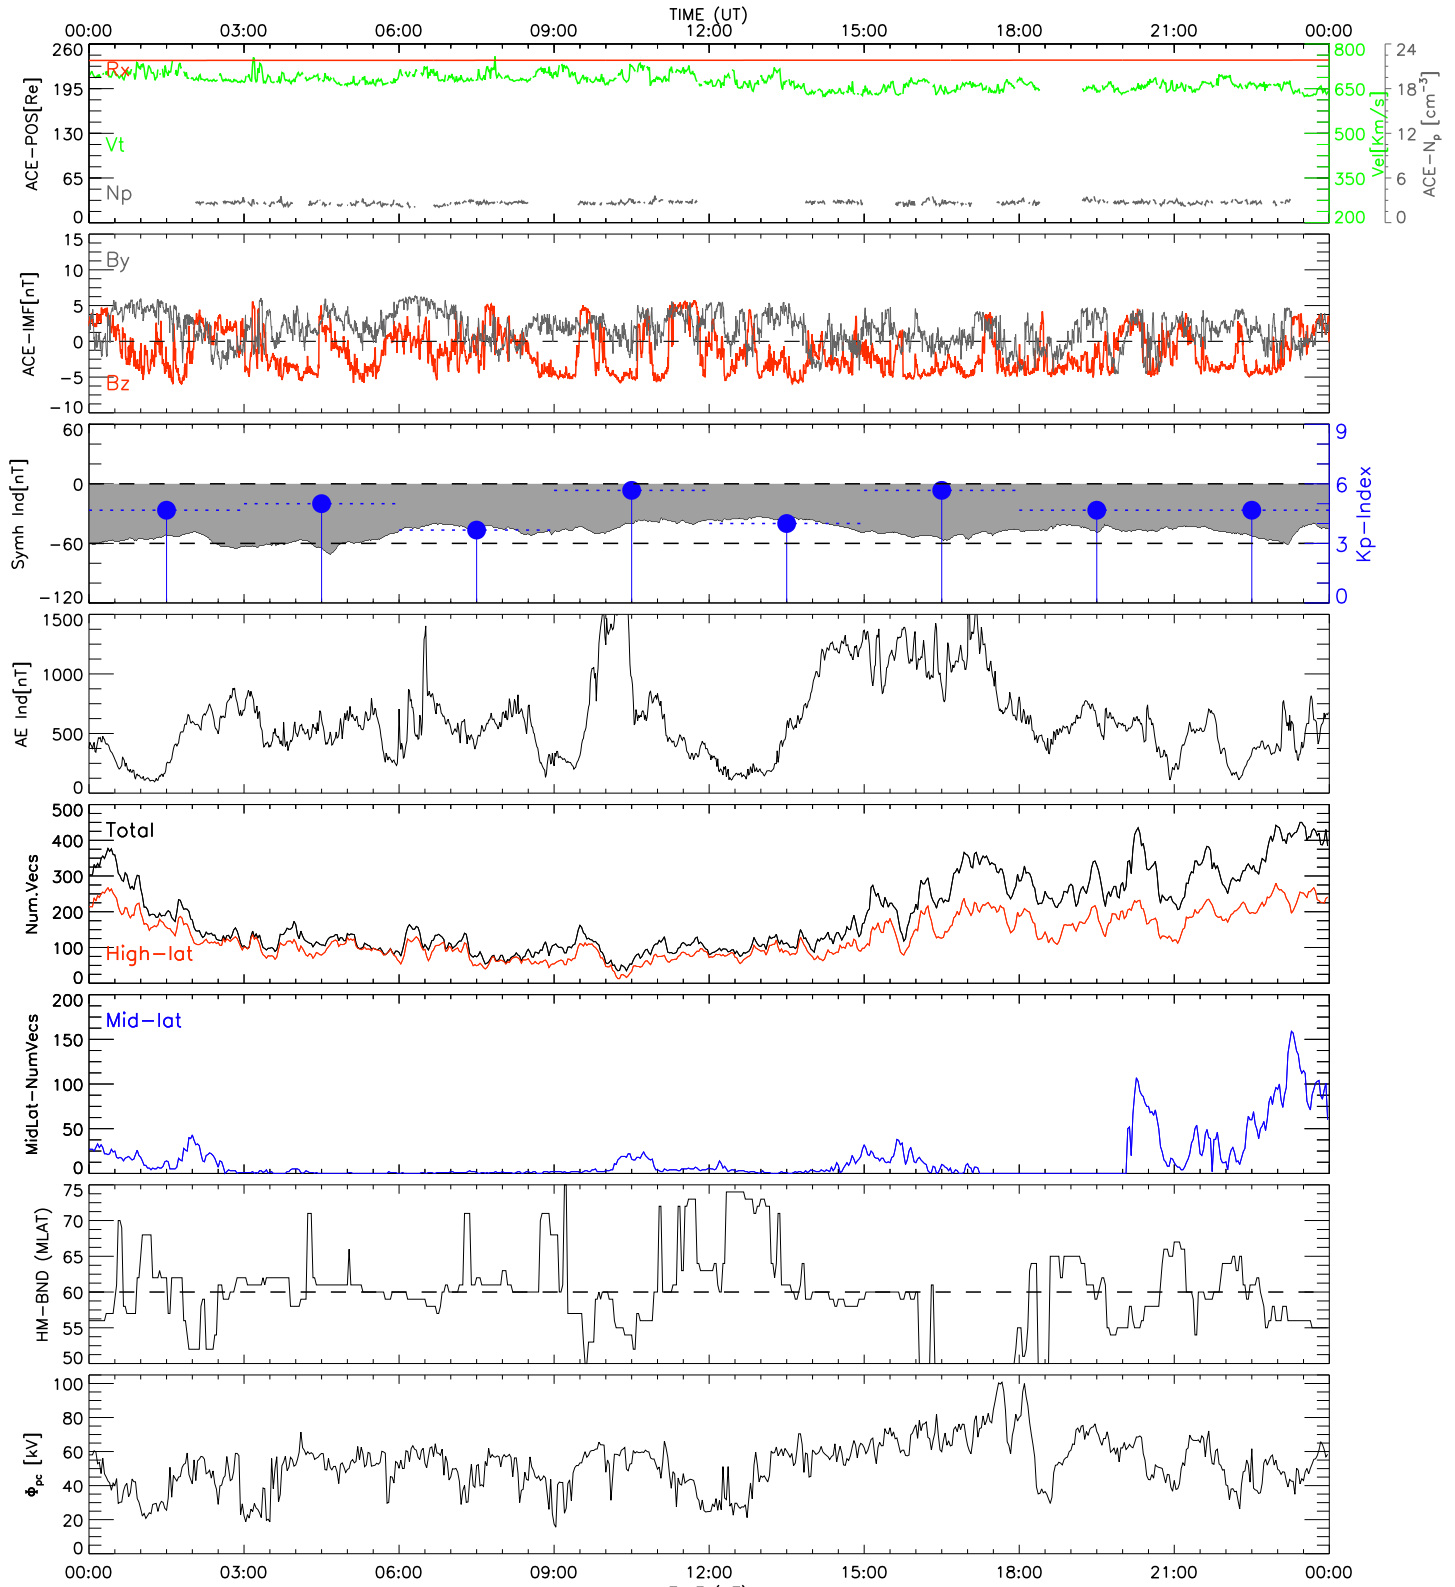 TIME (UT)
00:00 03:00 06:00 09:00 12:00 15:00 18:00 21:00 00:00
ACE-POS[Re]
260
195
130
65
0
Rx
Vt
Np
800
650
500
350
200
Vel[Km/s]
24
18
12
6
0
ACE-Np [cm-3]
ACE-IMF[nT]
15
10
5
0
-5
-10
By
Bz
Symh Ind[nT]
60
0
-60
-120
9
6
3
0
Kp-Index
AE Ind[nT]
1500
1000
500
0
Num.Vecs
500
400
300
200
100
0
Total
High-lat
MidLat-NumVecs
200
150
100
50
0
Mid-lat
HM-BND (MLAT)
75
70
65
60
55
50
Φpc [kV]
100
80
60
40
20
0
00:00 03:00 06:00 09:00 12:00 15:00 18:00 21:00 00:00